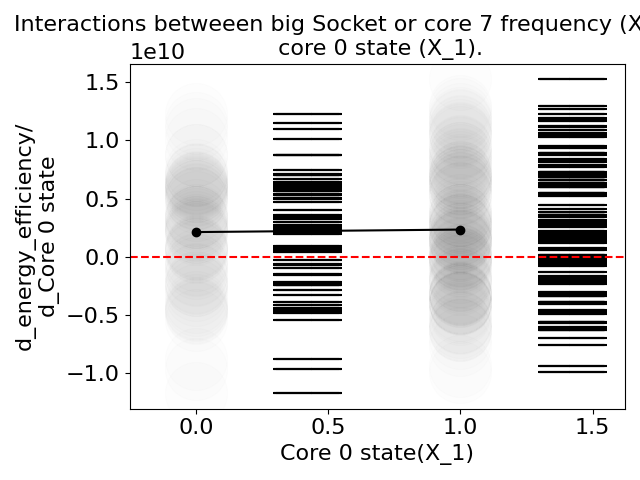 Interactions betweeen big Socket or core 7 frequency (X
core 0 state (X_1).
1e10
1.5
1.0
0.5
0.0
−0.5
−1.0
d_energy_efficiency/
d_Core 0 state
0.0 0.5 1.0 1.5
Core 0 state(X_1)